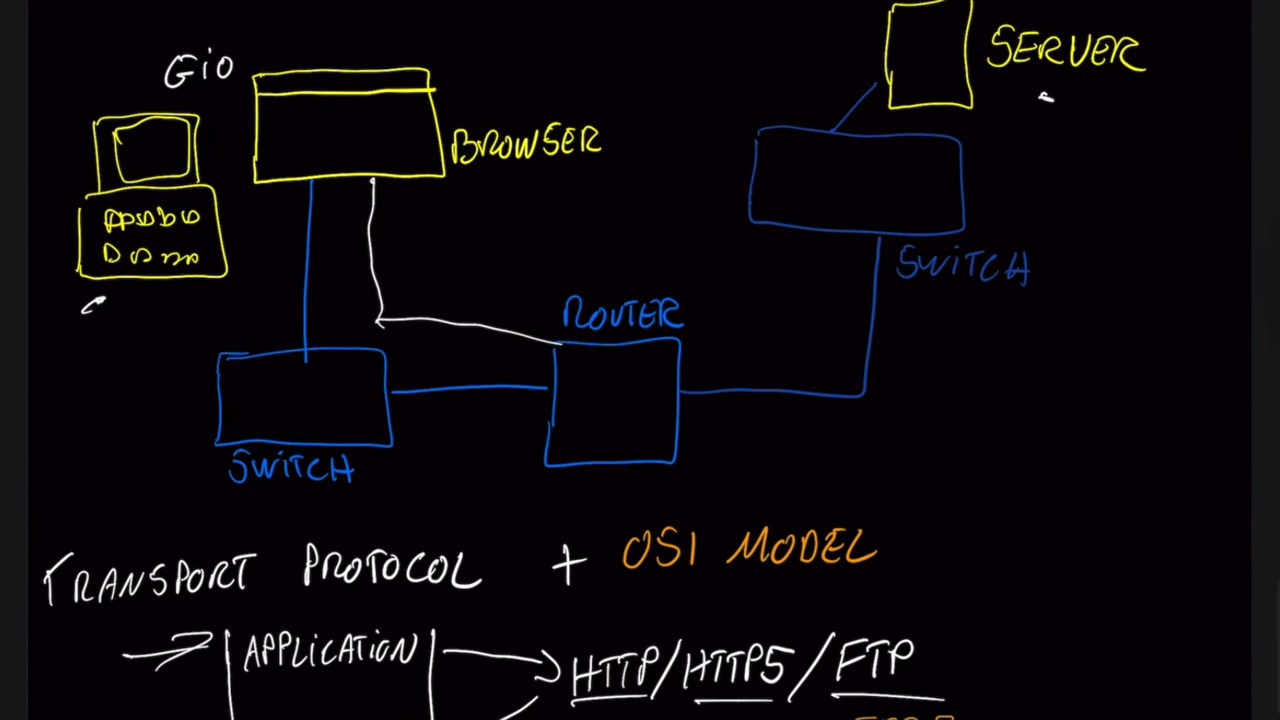 GiO
SERVER
BROWSER
SWiTCH
ROUTER
SWiTCH
TRANSPORT PROTOCOL + OSI MODEL
APPLiCATiON
HTTP/HTTPS/FTP